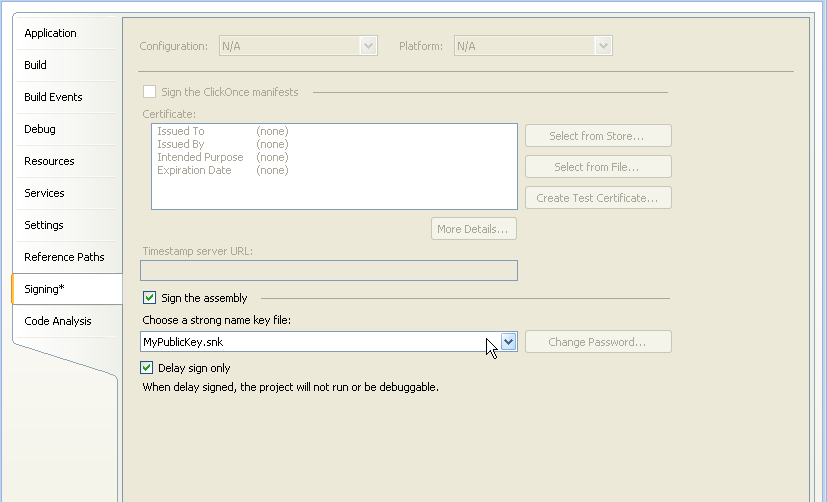 Application
Build
Build Events
Debug
Resources
Services
Settings
Reference Paths
Signing*
Code Analysis
Configuration: N/A Platform: N/A
Sign the ClickOnce manifests
Certificate:
Issued To (none)
Issued By (none)
Intended Purpose (none)
Expiration Date (none)
Select from Store...
Select from File...
Create Test Certificate...
More Details...
Timestamp server URL:
Sign the assembly
Choose a strong name key file:
MyPublicKey.snk
Change Password...
Delay sign only
When delay signed, the project will not run or be debuggable.